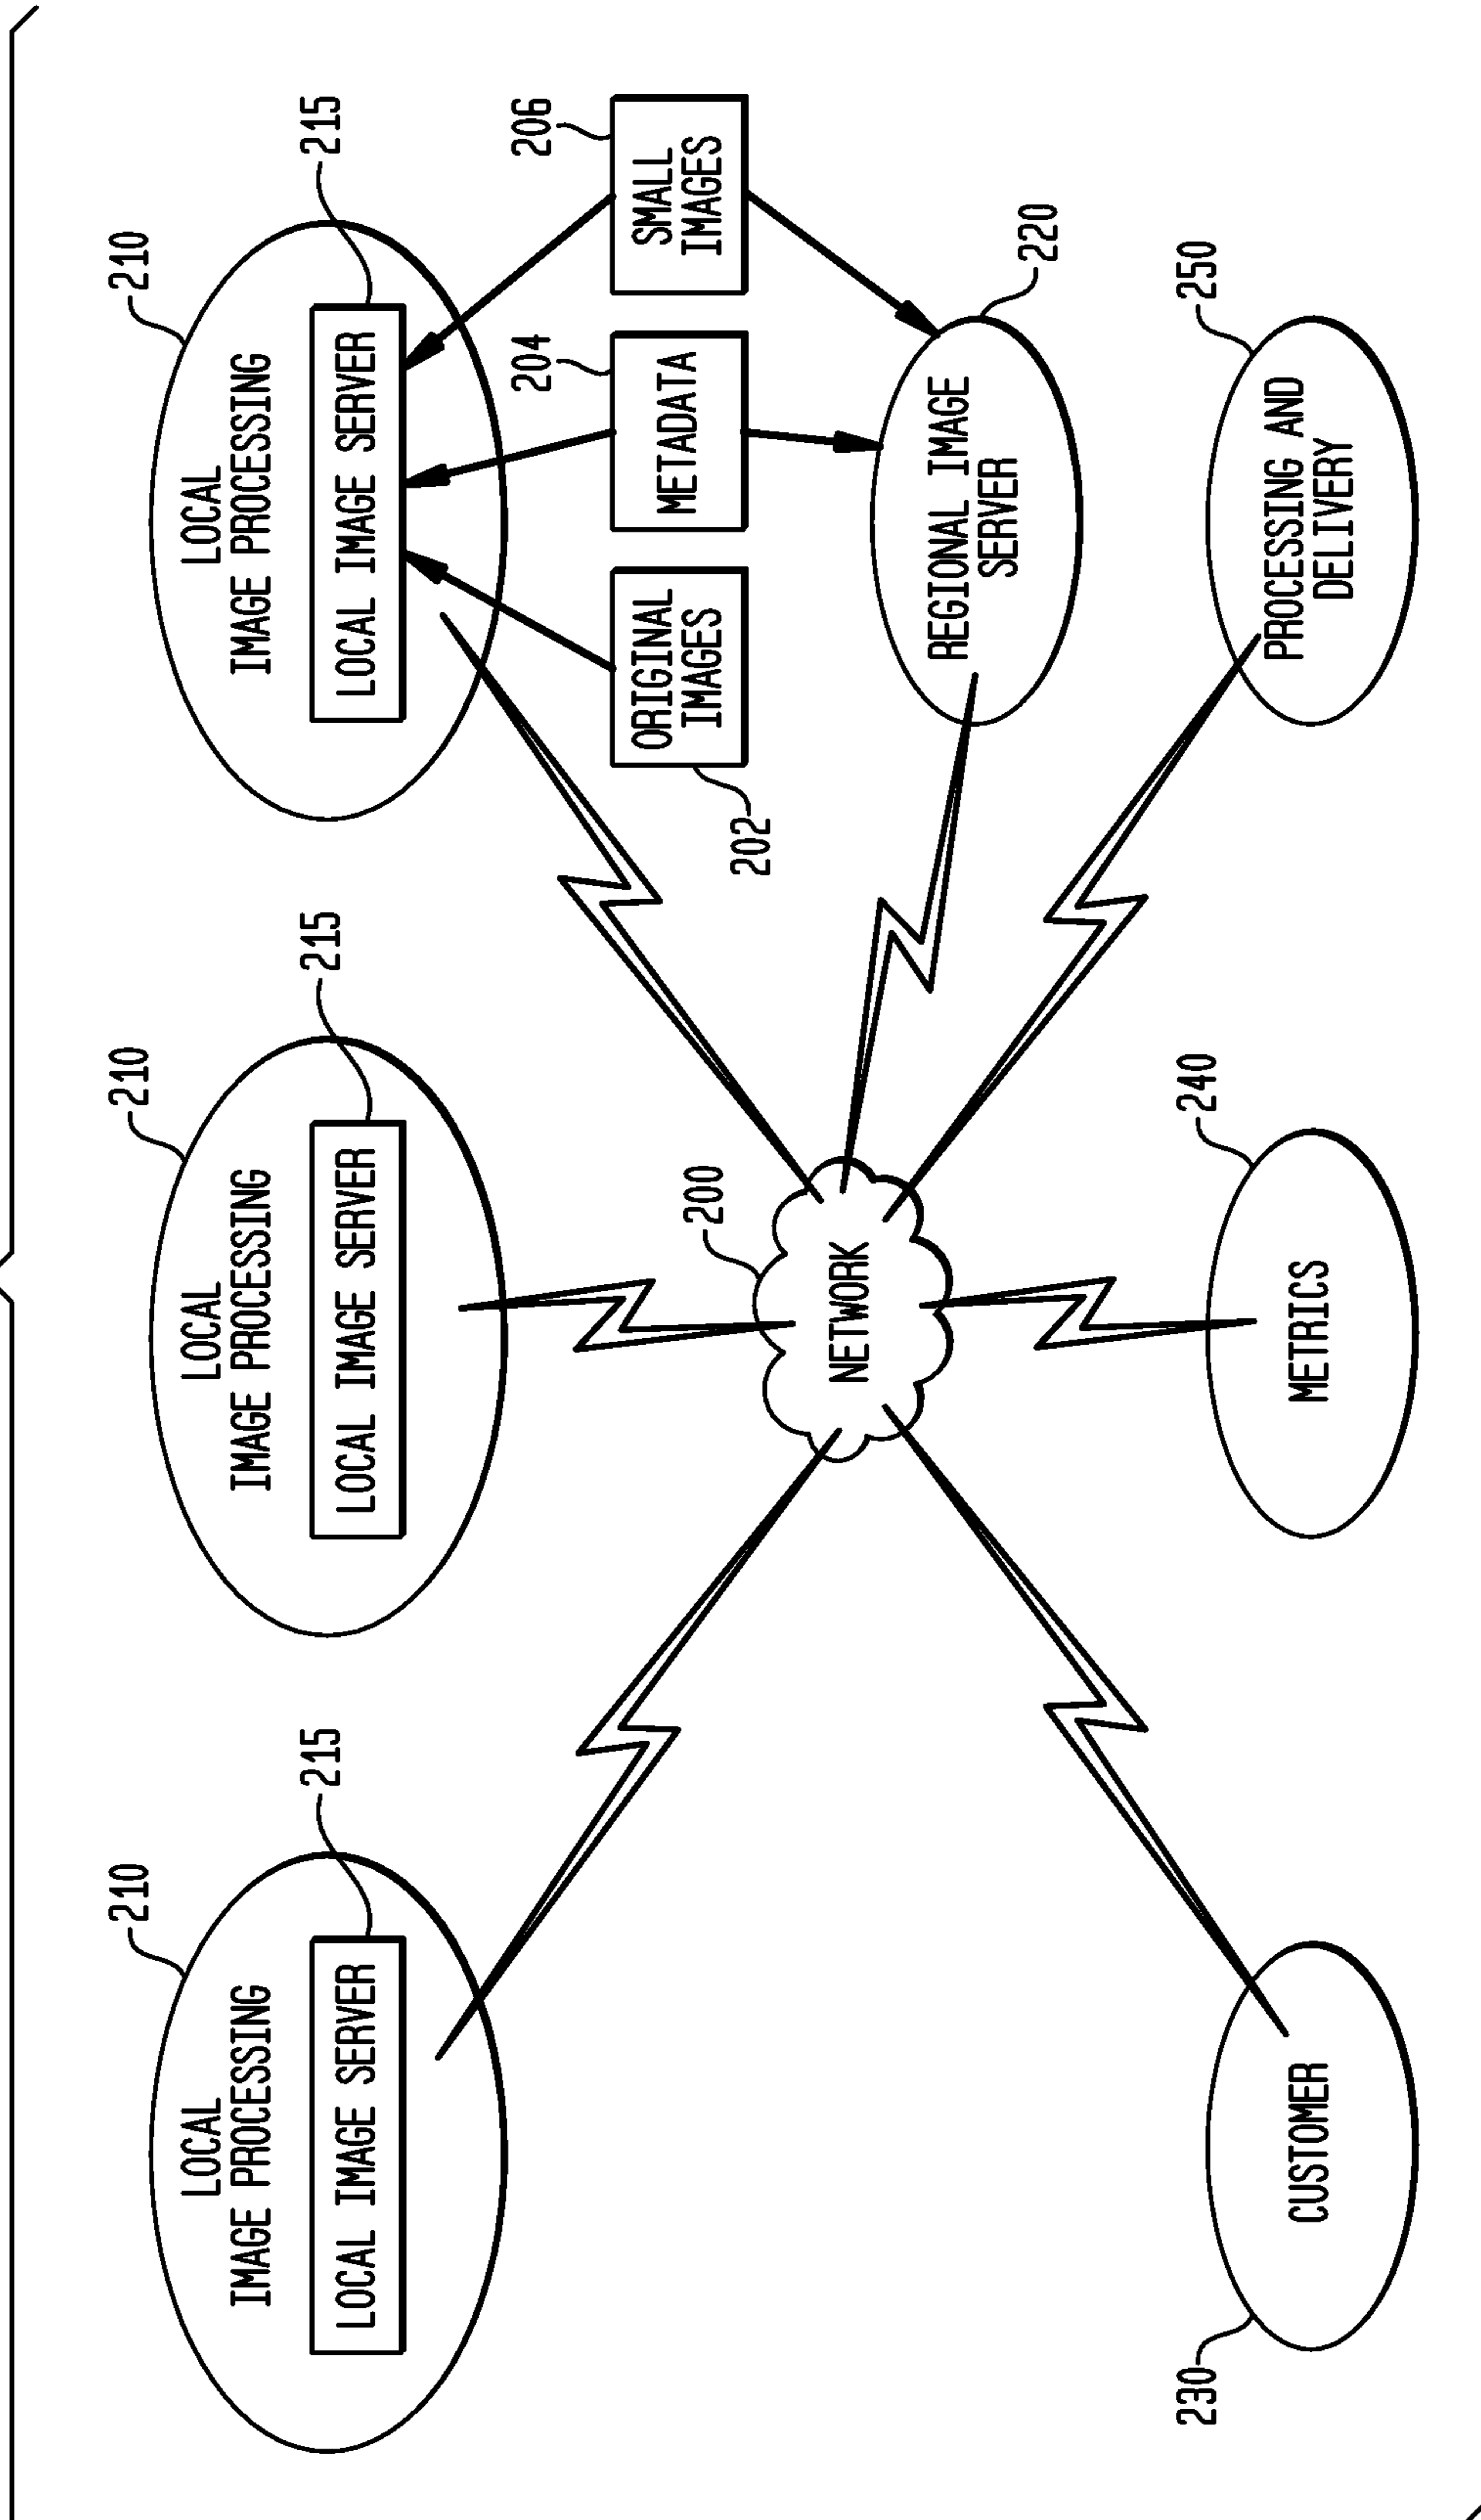 210
LOCAL
IMAGE PROCESSING
LOCAL IMAGE SERVER
215
210
LOCAL
IMAGE PROCESSING
LOCAL IMAGE SERVER
215
210
LOCAL
IMAGE PROCESSING
LOCAL IMAGE SERVER
215
202
ORIGINAL
IMAGES
204
METADATA
206
SMALL
IMAGES
200
NETWORK
REGIONAL IMAGE
SERVER
220
230
CUSTOMER
240
METRICS
250
PROCESSING AND
DELIVERY